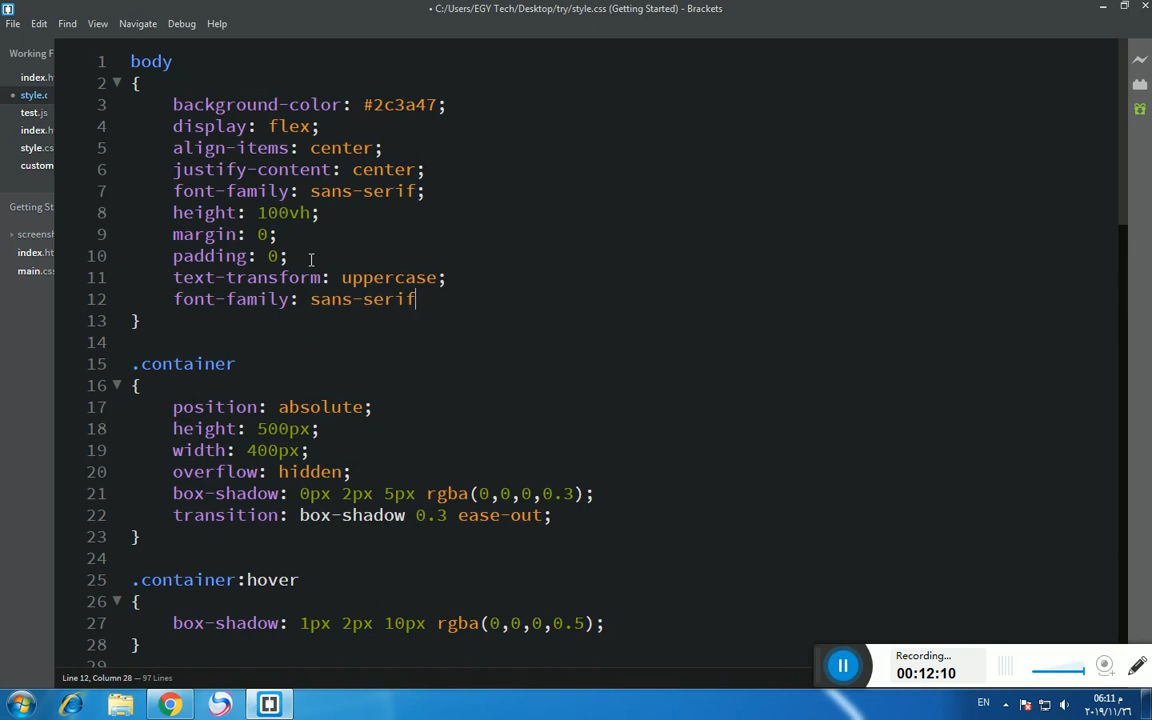 • C:/Users/EGY Tech/Desktop/try/style.css (Getting Started) - Brackets
File Edit Find View Navigate Debug Help
Working F
index.h
style.c
test.js
index.h
style.cs
custom
Getting St
screensh
index.ht
main.css
1 body
2 {
3 background-color: #2c3a47;
4 display: flex;
5 align-items: center;
6 justify-content: center;
7 font-family: sans-serif;
8 height: 100vh;
9 margin: 0;
10 padding: 0;
11 text-transform: uppercase;
12 font-family: sans-serif
13 }
14
15 .container
16 {
17 position: absolute;
18 height: 500px;
19 width: 400px;
20 overflow: hidden;
21 box-shadow: 0px 2px 5px rgba(0,0,0,0.3);
22 transition: box-shadow 0.3 ease-out;
23 }
24
25 .container:hover
26 {
27 box-shadow: 1px 2px 10px rgba(0,0,0,0.5);
28 }
29
Line 12, Column 28 — 97 Lines
Recording...
00:12:10
EN
06:11 م
٢٠١٩/١١/٢٦